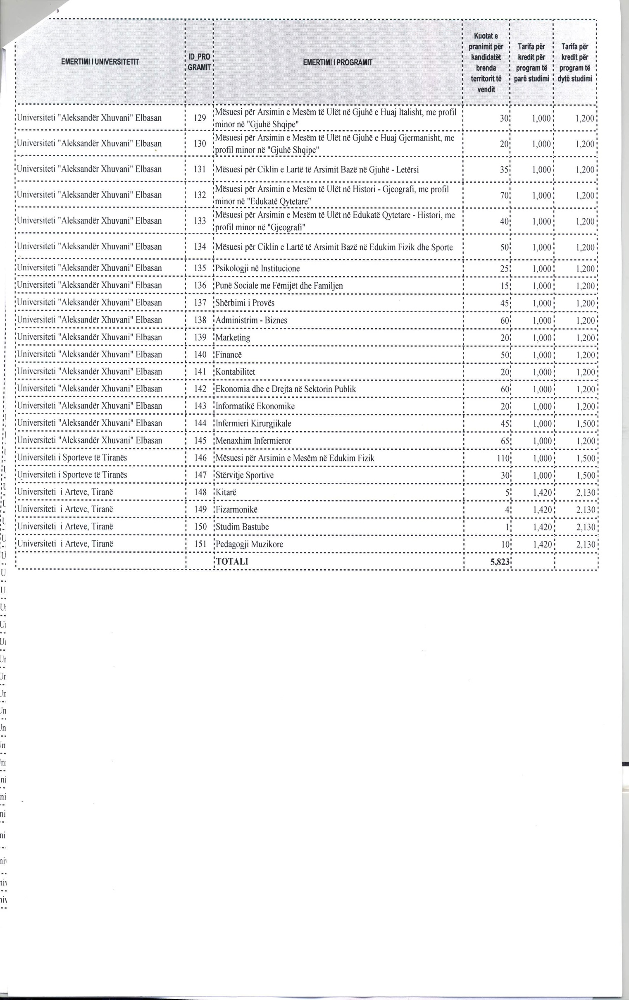 EMERTIMI I UNIVERSITETIT
ID_PRO
GRAMIT
EMERTIMI I PROGRAMIT
Kuotat e
pranimit për
kandidatët
brenda
territorit të
vendit
Tarifa për
kredit për
program të
parë studimi
Tarifa për
kredit për
program të
dytë studimi
Universiteti "Aleksandër Xhuvani" Elbasan 129 Mësuesi për Arsimin e Mesëm të Ulët në Gjuhë e Huaj Italisht, me profil
minor në "Gjuhë Shqipe" 30 1,000 1,200
Universiteti "Aleksandër Xhuvani" Elbasan 130 Mësuesi për Arsimin e Mesëm të Ulët në Gjuhë e Huaj Gjermanisht, me
profil minor në "Gjuhë Shqipe" 20 1,000 1,200
Universiteti "Aleksandër Xhuvani" Elbasan 131 Mësuesi për Ciklin e Lartë të Arsimit Bazë në Gjuhë - Letërsi 35 1,000 1,200
Universiteti "Aleksandër Xhuvani" Elbasan 132 Mësuesi për Arsimin e Mesëm të Ulët në Histori - Gjeografi, me profil
minor në "Edukatë Qytetare" 70 1,000 1,200
Universiteti "Aleksandër Xhuvani" Elbasan 133 Mësuesi për Arsimin e Mesëm të Ulët në Edukatë Qytetare - Histori, me
profil minor në "Gjeografi" 40 1,000 1,200
Universiteti "Aleksandër Xhuvani" Elbasan 134 Mësuesi për Ciklin e Lartë të Arsimit Bazë në Edukim Fizik dhe Sporte 50 1,000 1,200
Universiteti "Aleksandër Xhuvani" Elbasan 135 Psikologji në Institucione 25 1,000 1,200
Universiteti "Aleksandër Xhuvani" Elbasan 136 Punë Sociale me Fëmijët dhe Familjen 15 1,000 1,200
Universiteti "Aleksandër Xhuvani" Elbasan 137 Shërbimi i Provës 45 1,000 1,200
Universiteti "Aleksandër Xhuvani" Elbasan 138 Administrim - Biznes 60 1,000 1,200
Universiteti "Aleksandër Xhuvani" Elbasan 139 Marketing 20 1,000 1,200
Universiteti "Aleksandër Xhuvani" Elbasan 140 Financë 50 1,000 1,200
Universiteti "Aleksandër Xhuvani" Elbasan 141 Kontabilitet 20 1,000 1,200
Universiteti "Aleksandër Xhuvani" Elbasan 142 Ekonomia dhe e Drejta në Sektorin Publik 60 1,000 1,200
Universiteti "Aleksandër Xhuvani" Elbasan 143 Informatikë Ekonomike 20 1,000 1,200
Universiteti "Aleksandër Xhuvani" Elbasan 144 Infermieri Kirurgjikale 45 1,000 1,500
Universiteti "Aleksandër Xhuvani" Elbasan 145 Menaxhim Infermieror 65 1,000 1,200
Universiteti i Sporteve të Tiranës 146 Mësuesi për Arsimin e Mesëm në Edukim Fizik 110 1,000 1,500
Universiteti i Sporteve të Tiranës 147 Stërvitje Sportive 30 1,000 1,500
Universiteti i Arteve, Tiranë 148 Kitarë 5 1,420 2,130
Universiteti i Arteve, Tiranë 149 Fizarmonikë 4 1,420 2,130
Universiteti i Arteve, Tiranë 150 Studim Bastube 1 1,420 2,130
Universiteti i Arteve, Tiranë 151 Pedagogji Muzikore 10 1,420 2,130
TOTALI 5,823